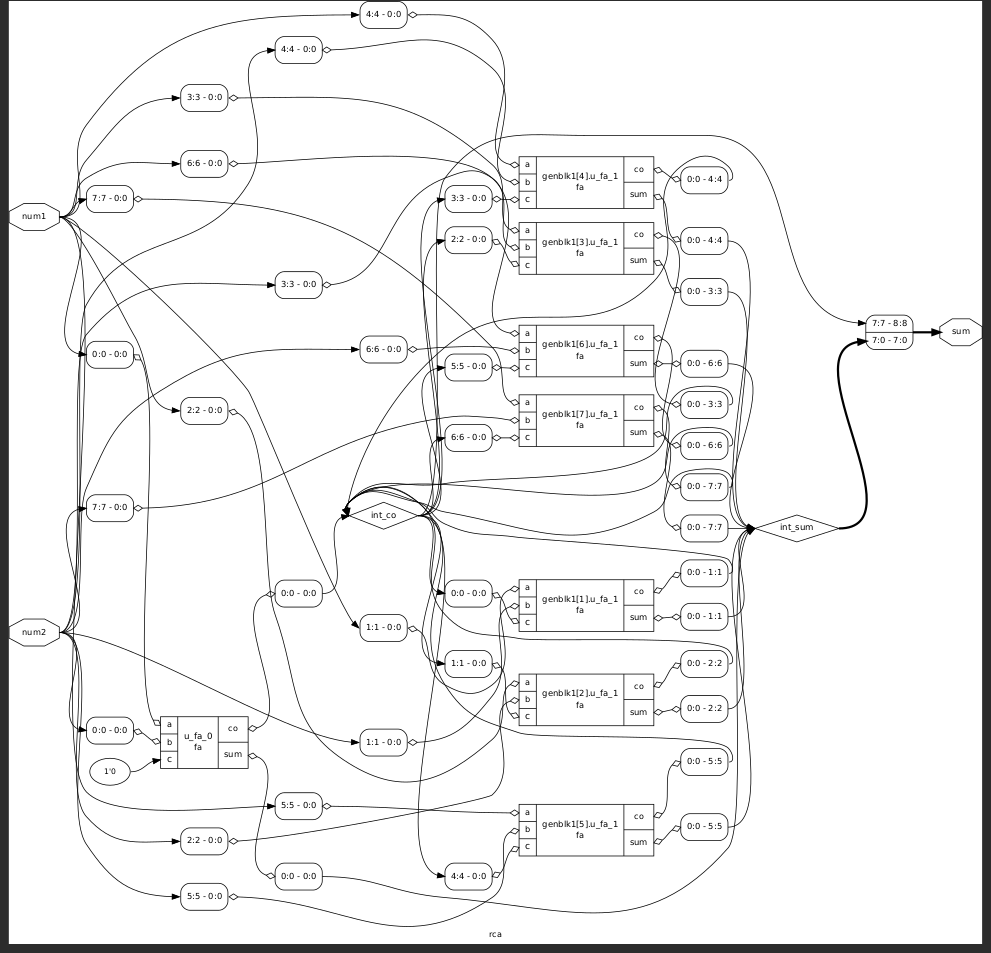 4:4 - 0:0
4:4 - 0:0
3:3 - 0:0
6:6 - 0:0
7:7 - 0:0
num1
3:3 - 0:0
2:2 - 0:0
a
b
c
genblk1[4].u_fa_1
fa
co
sum
0:0 - 4:4
a
b
c
genblk1[3].u_fa_1
fa
co
sum
0:0 - 4:4
0:0 - 3:3
3:3 - 0:0
7:7 - 8:8
7:0 - 7:0
sum
0:0 - 0:0
6:6 - 0:0
5:5 - 0:0
a
b
c
genblk1[6].u_fa_1
fa
co
sum
0:0 - 6:6
2:2 - 0:0
6:6 - 0:0
a
b
c
genblk1[7].u_fa_1
fa
co
sum
0:0 - 3:3
0:0 - 6:6
0:0 - 7:7
0:0 - 7:7
7:7 - 0:0
int_co
int_sum
0:0 - 0:0
0:0 - 0:0
a
b
c
genblk1[1].u_fa_1
fa
co
sum
0:0 - 1:1
0:0 - 1:1
num2
1:1 - 0:0
1:1 - 0:0
a
b
c
genblk1[2].u_fa_1
fa
co
sum
0:0 - 2:2
0:0 - 2:2
0:0 - 0:0
1'0
a
b
c
u_fa_0
fa
co
sum
1:1 - 0:0
0:0 - 5:5
5:5 - 0:0
2:2 - 0:0
a
b
c
genblk1[5].u_fa_1
fa
co
sum
0:0 - 5:5
0:0 - 0:0
4:4 - 0:0
5:5 - 0:0
rca